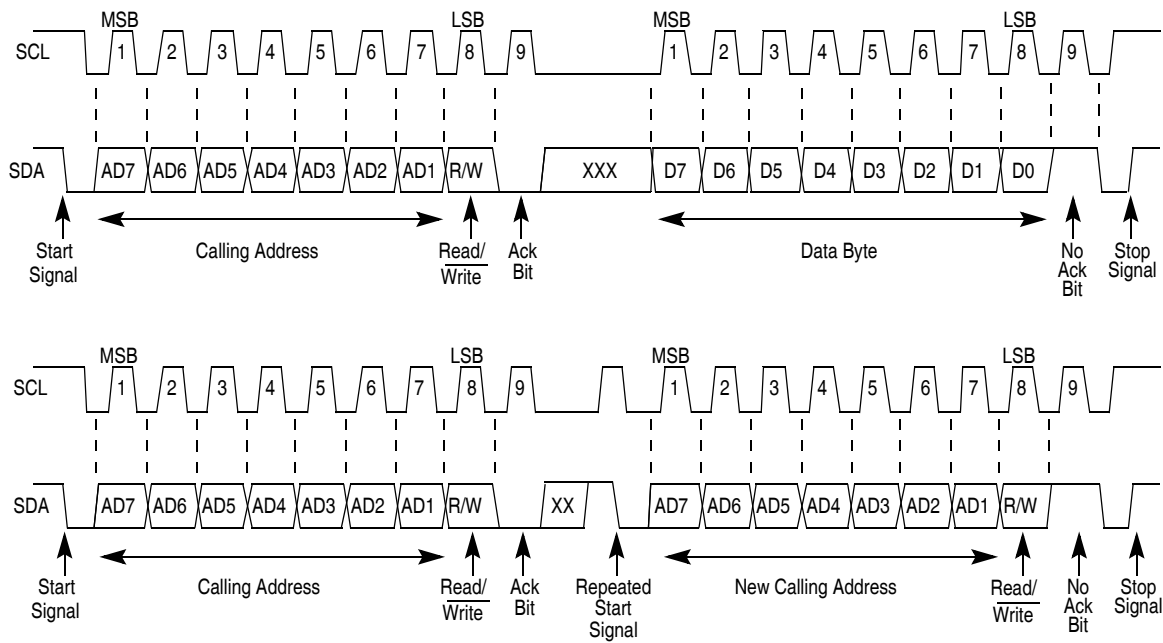 MSB LSB MSB LSB
SCL 1 2 3 4 5 6 7 8 9 1 2 3 4 5 6 7 8 9
SDA AD7 AD6 AD5 AD4 AD3 AD2 AD1 R/W XXX D7 D6 D5 D4 D3 D2 D1 D0
Start Calling Address Read/ Ack Data Byte No Stop
Signal Write Bit Ack Signal
Bit
MSB LSB MSB LSB
SCL 1 2 3 4 5 6 7 8 9 1 2 3 4 5 6 7 8 9
SDA AD7 AD6 AD5 AD4 AD3 AD2 AD1 R/W XX AD7 AD6 AD5 AD4 AD3 AD2 AD1 R/W
Start Calling Address Read/ Ack Repeated New Calling Address Read/ No Stop
Signal Write Bit Start Write Ack Signal
Signal Bit